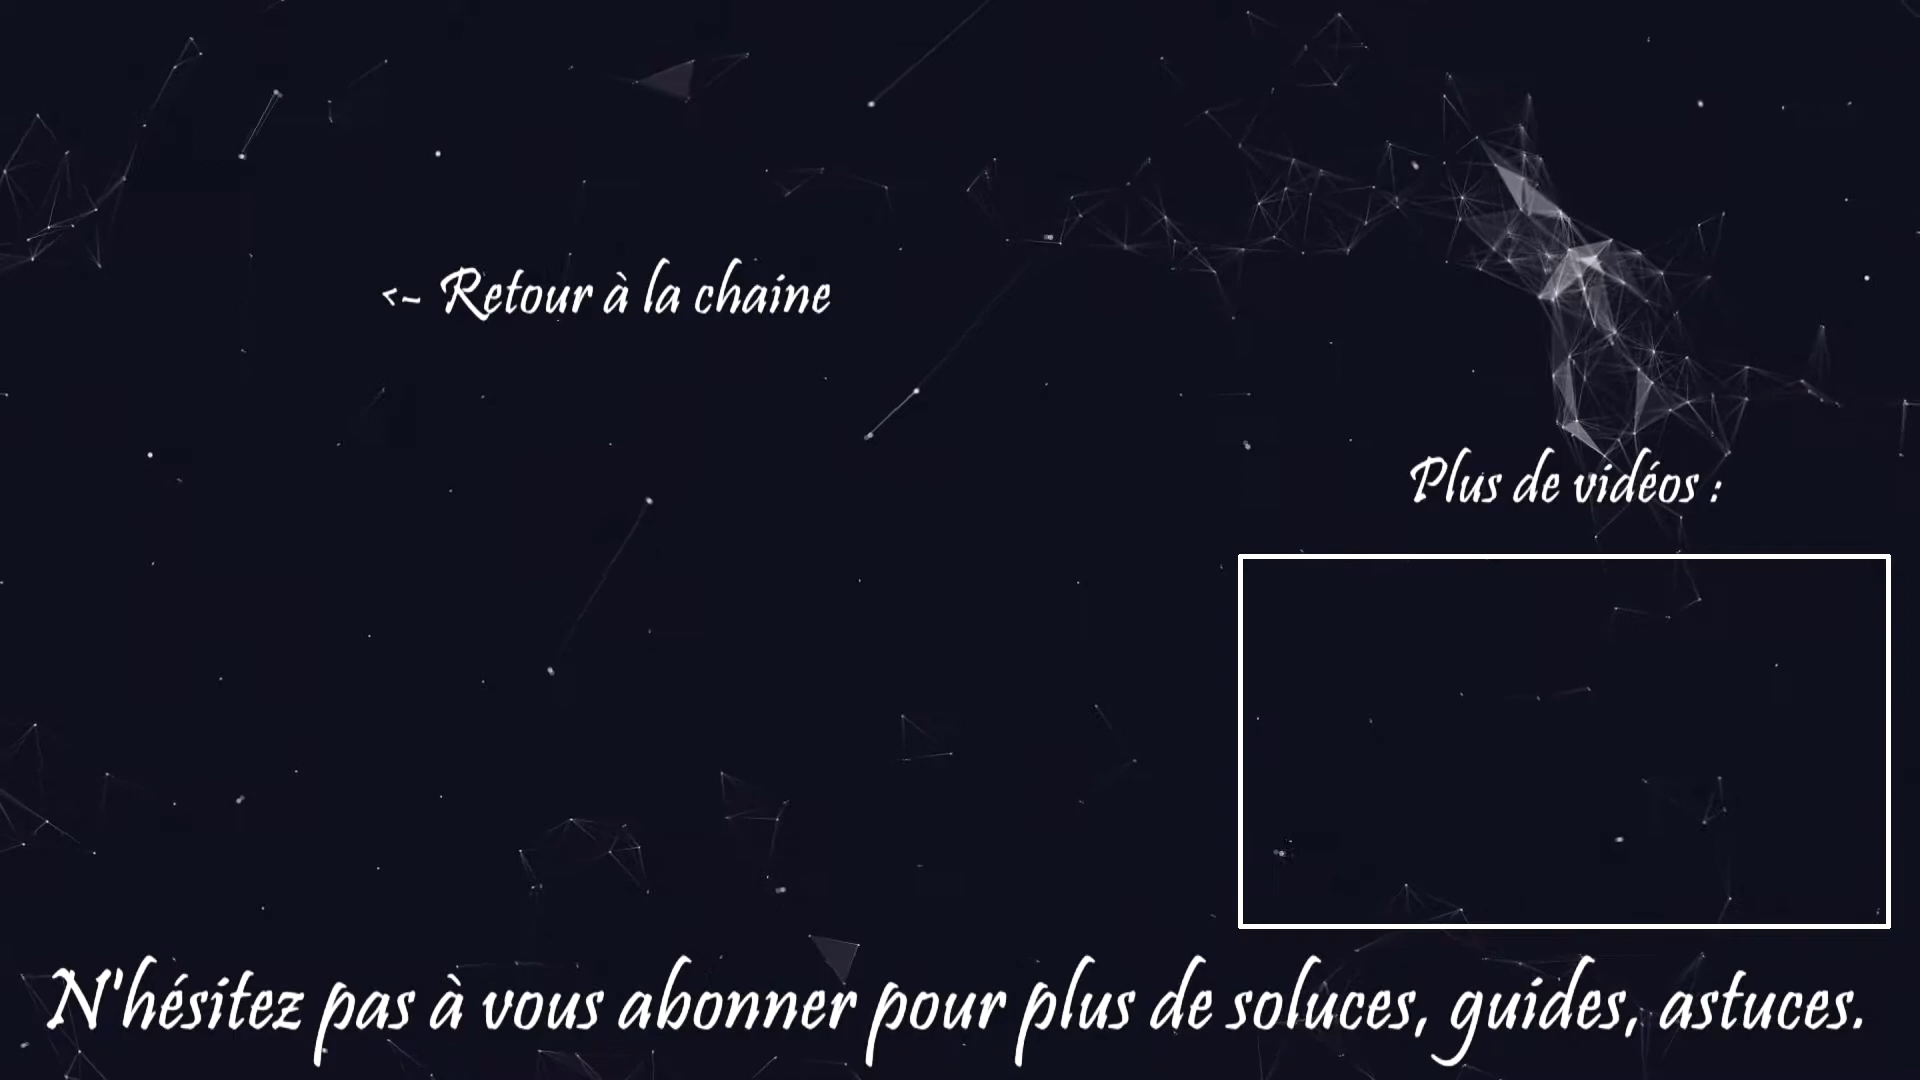 <- Retour à la chaine
Plus de vidéos :
N'hésitez pas à vous abonner pour plus de soluces, guides, astuces.